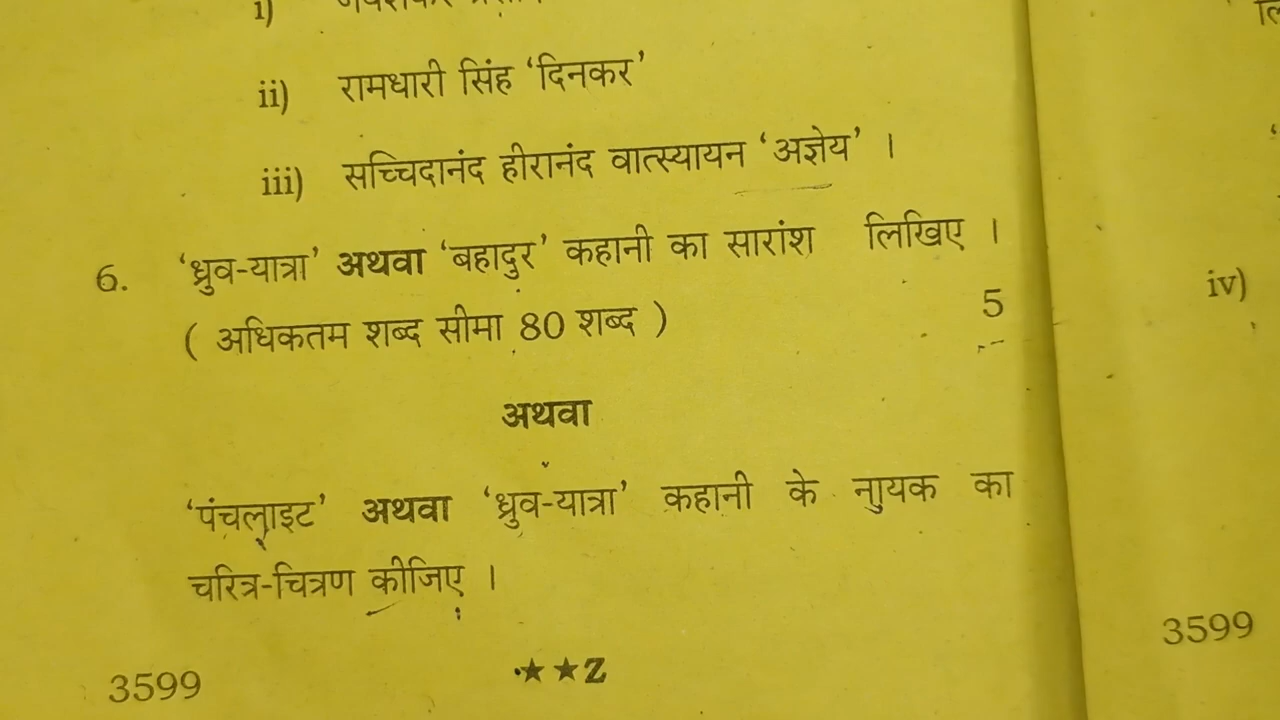 i)
ii) रामधारी सिंह ‘दिनकर’
iii) सच्चिदानंद हीरानंद वात्स्यायन ‘अज्ञेय’ ।
6. ‘ध्रुव-यात्रा’ अथवा ‘बहादुर’ कहानी का सारांश लिखिए ।
( अधिकतम शब्द सीमा 80 शब्द ) 5
अथवा
‘पंचलाइट’ अथवा ‘ध्रुव-यात्रा’ कहानी के नायक का
चरित्र-चित्रण कीजिए ।
3599 ★★Z
iv)
3599